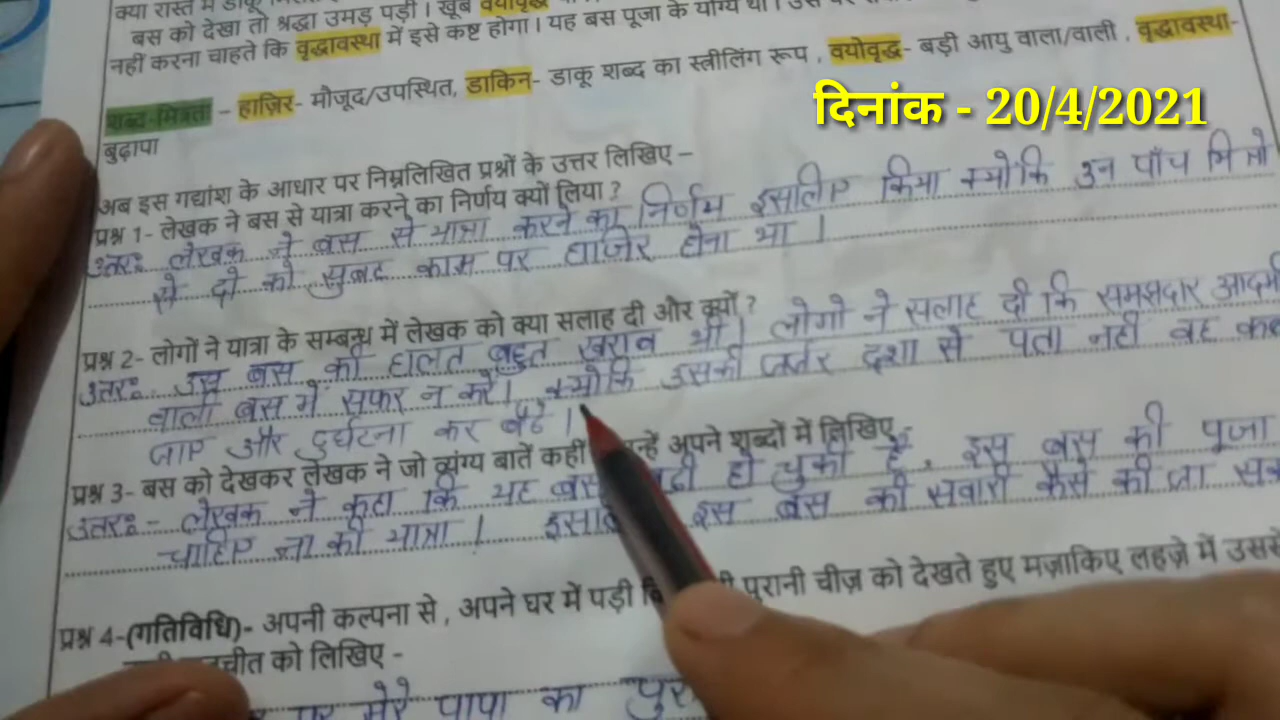 क्या रास्ते में डाकू
बस को देखा तो श्रद्धा उमड़ पड़ी । खूब वयोवृद्ध
नहीं करना चाहते कि वृद्धावस्था में इसे कष्ट होगा । यह बस पूजा के योग्य थी । उस पर
शब्द-मित्रता – हाज़िर- मौजूद/उपस्थित, डाकिन- डाकू शब्द का स्त्रीलिंग रूप , वयोवृद्ध- बड़ी आयु वाला/वाली , वृद्धावस्था-
बुढ़ापा
दिनांक - 20/4/2021
अब इस गद्यांश के आधार पर निम्नलिखित प्रश्नों के उत्तर लिखिए –
प्रश्न 1- लेखक ने बस से यात्रा करने का निर्णय क्यों लिया ?
उत्तरः लेखक ने बस से यात्रा करने का निर्णय इसलिए किया क्योकि उन पाँच मित्रो
से दो को सुबह काम पर हाजिर होना था ।
प्रश्न 2- लोगों ने यात्रा के सम्बन्ध में लेखक को क्या सलाह दी और क्यों ?
उत्तरः उस बस की हालत बहुत खराब थी । लोगो ने सलाह दी कि समझदार आदमी
वाली बस में सफर न करें। क्योकि उसकी जर्जर दशा से पता नही वह कब
जाए और दुर्घटना कर बैठे ।
प्रश्न 3- बस को देखकर लेखक ने जो व्यंग्य बातें कहीं उन्हें अपने शब्दों में लिखिए -
उत्तरः - लेखक ने कहा कि यह बस हो चुकी है , इस बस की पूजा
चाहिए ना की यात्रा । इस बस की सवारी कैसे की जा
प्रश्न 4-(गतिविधि)- अपनी कल्पना से , अपने घर में पड़ी पुरानी चीज़ को देखते हुए मज़ाकिए लहज़े में उससे
को लिखिए -
पर मेरे पापा का